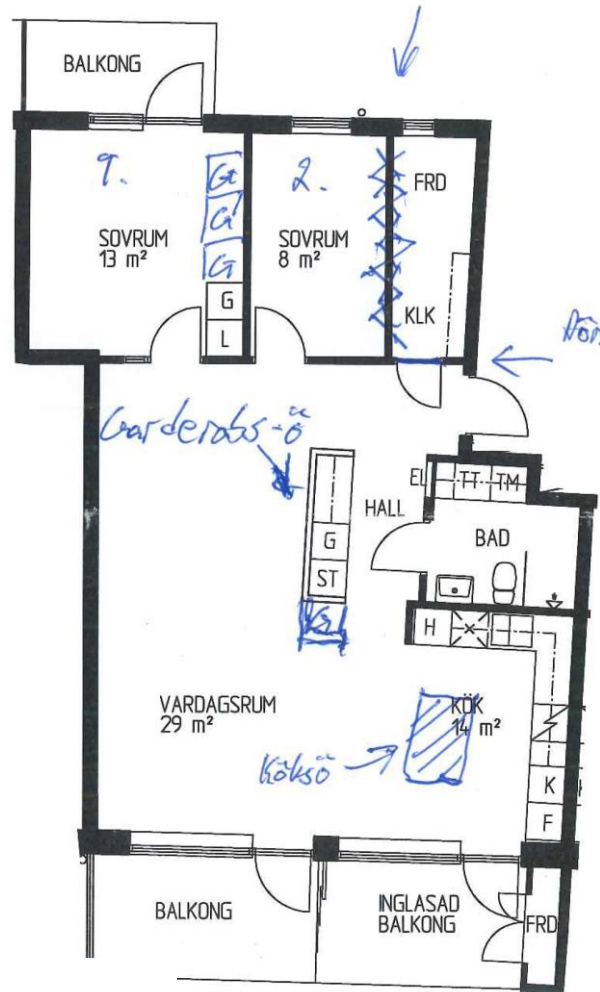 BALKONG
1.
G
G
G
SOVRUM
13 m²
G
L
2.
SOVRUM
8 m²
FRD
KLK
Garderobs-ö
HALL
G
ST
EL
TT TM
BAD
H
VARDAGSRUM
29 m²
KÖK
14 m²
Köksö
K
F
BALKONG
INGLASAD
BALKONG
FRD